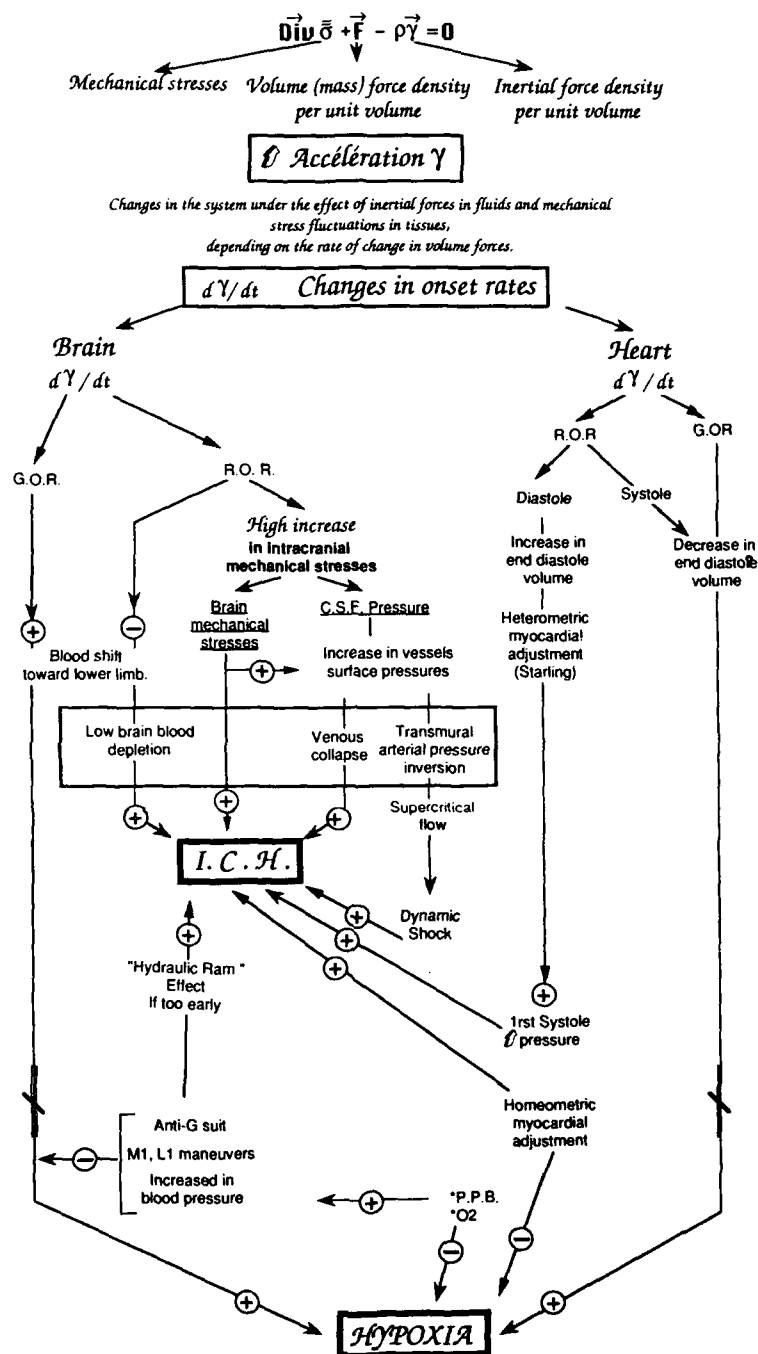 Div σ̿ + F - ργ = 0
Mechanical stresses
Volume (mass) force density
per unit volume
Inertial force density
per unit volume
⇧ Accélération γ
Changes in the system under the effect of inertial forces in fluids and mechanical
stress fluctuations in tissues,
depending on the rate of change in volume forces.
dγ/dt Changes in onset rates
Brain
dγ/dt
Heart
dγ/dt
G.O.R.
R.O.R.
R.O.R
G.OR
High increase
in intracranial
mechanical stresses
Diastole
Systole
Increase in
end diastole
volume
Decrease in
end diastole
volume
Brain
mechanical
stresses
C.S.F. Pressure
Heterometric
myocardial
adjustment
(Starling)
+
-
Blood shift
toward lower limb.
+
Increase in vessels
surface pressures
Low brain blood
depletion
Venous
collapse
Transmural
arterial pressure
inversion
+
+
+
Supercritical
flow
I.C.H.
Dynamic
Shock
+
+
+
+
"Hydraulic Ram"
Effect
If too early
+
1rst Systole
⇧ pressure
Anti-G suit
M1, L1 maneuvers
Increased in
blood pressure
-
Homeometric
myocardial
adjustment
+
*P.P.B.
*O2
-
-
+
+
HYPOXIA